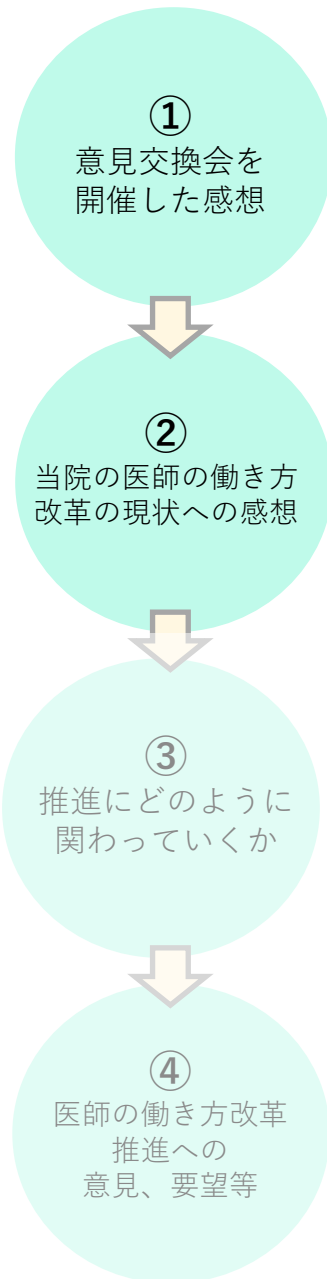 ①
意見交換会を
開催した感想
②
当院の医師の働き方
改革の現状への感想
③
推進にどのように
関わっていくか
④
医師の働き方改革
推進への
意見、要望等